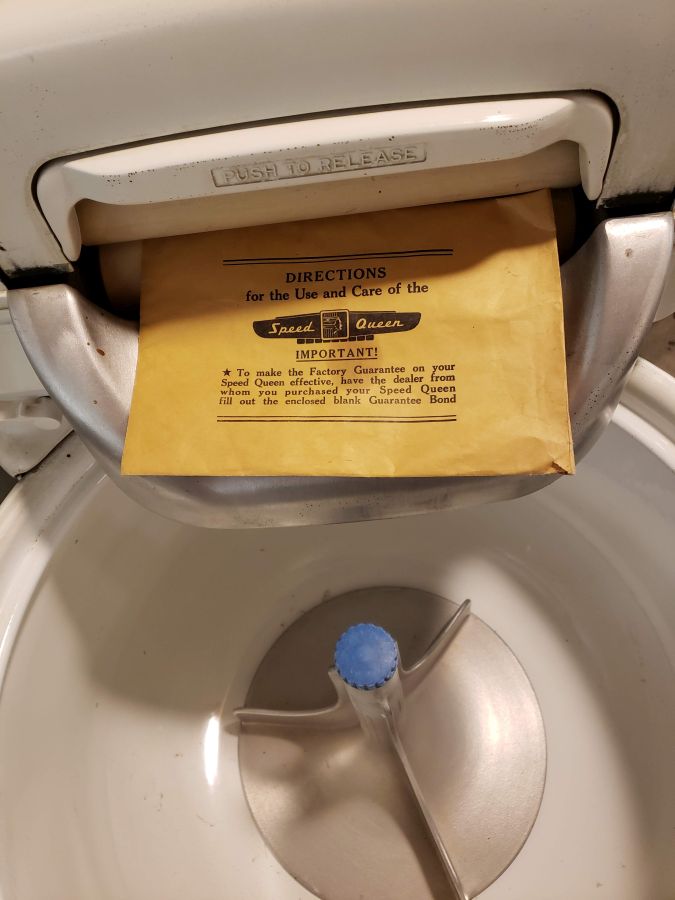 PUSH TO RELEASE
DIRECTIONS
for the Use and Care of the
Speed Queen
IMPORTANT!
★ To make the Factory Guarantee on your
Speed Queen effective, have the dealer from
whom you purchased your Speed Queen
fill out the enclosed blank Guarantee Bond